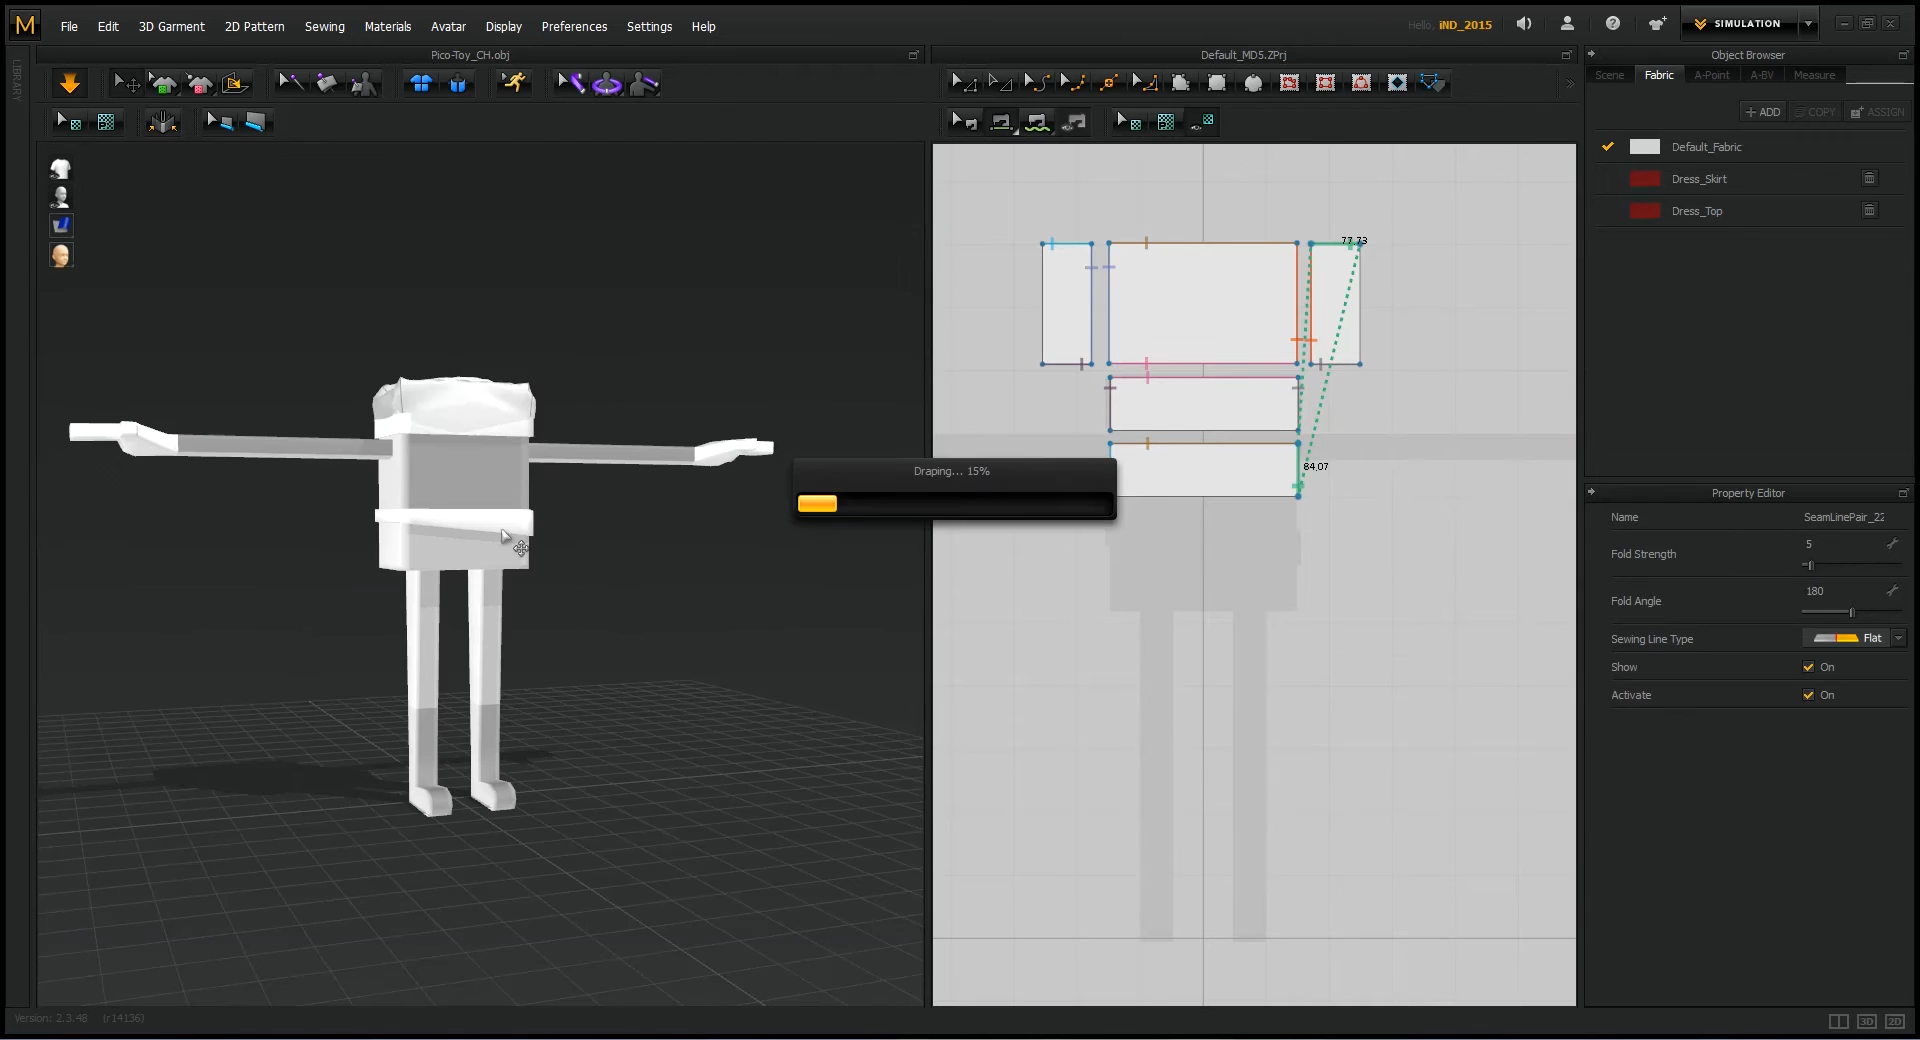 M File Edit 3D Garment 2D Pattern Sewing Materials Avatar Display Preferences Settings Help Hello, iND_2015 SIMULATION
Pico-Toy_CH.obj
Default_MD5.ZPrj
Object Browser
LIBRARY
Scene Fabric A-Point A-BV Measure
ADD COPY ASSIGN
Default_Fabric
Dress_Skirt
Dress_Top
77.73
84.07
Draping... 15%
Property Editor
Name SeamLinePair_22
Fold Strength 5
Fold Angle 180
Sewing Line Type Flat
Show On
Activate On
Version: 2.3.48 (r14136)
3D 2D